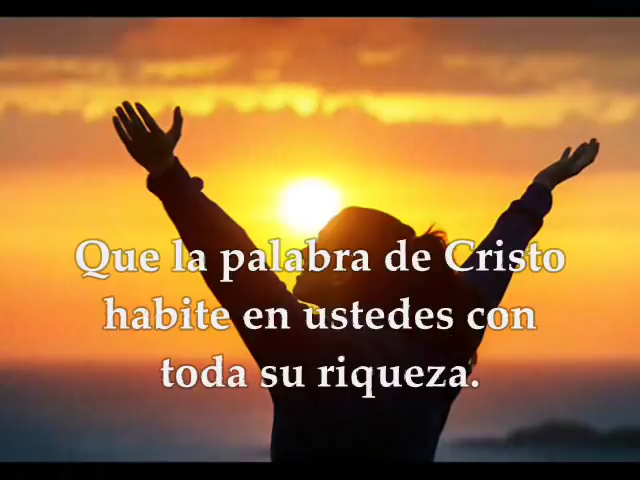 Que la palabra de Cristo
habite en ustedes con
toda su riqueza.